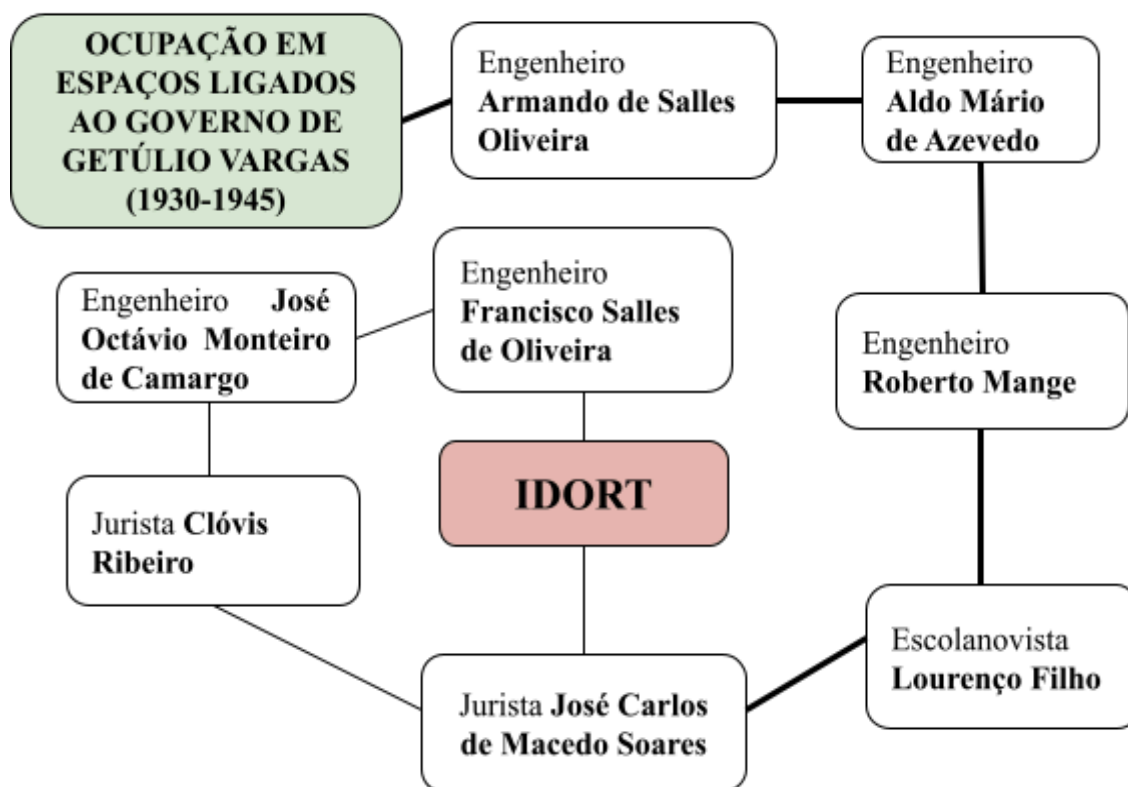 OCUPAÇÃO EM
ESPAÇOS LIGADOS
AO GOVERNO DE
GETÚLIO VARGAS
(1930-1945)
Engenheiro
Armando de Salles
Oliveira
Engenheiro
Aldo Mário
de Azevedo
Engenheiro José
Octávio Monteiro
de Camargo
Engenheiro
Francisco Salles
de Oliveira
Engenheiro
Roberto Mange
IDORT
Jurista Clóvis
Ribeiro
Escolanovista
Lourenço Filho
Jurista José Carlos
de Macedo Soares